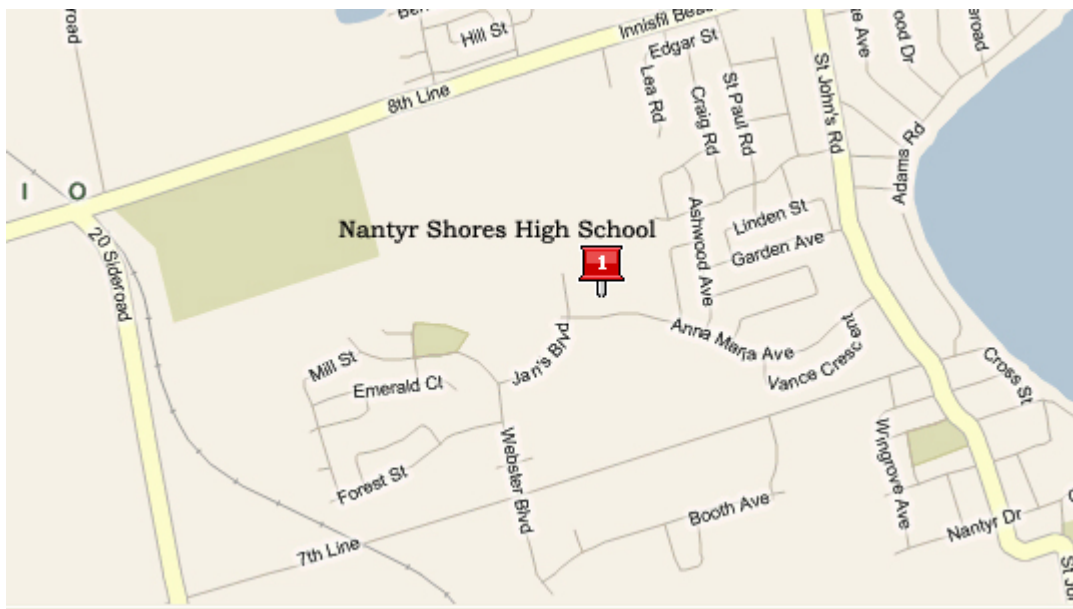 Hill St
8th Line
Innisfil Beac
Edgar St
Lea Rd
Craig Rd
St Paul Rd
St John's Rd
Adams Rd
I O
20 Sideroad
Nantyr Shores High School
1
Ashwood Ave
Linden St
Garden Ave
Anna Maria Ave
Vance Crescent
Jan's Blvd
Mill St
Emerald Ct
Forest St
Webster Blvd
7th Line
Booth Ave
Cross St
Wingrove Ave
Nantyr Dr